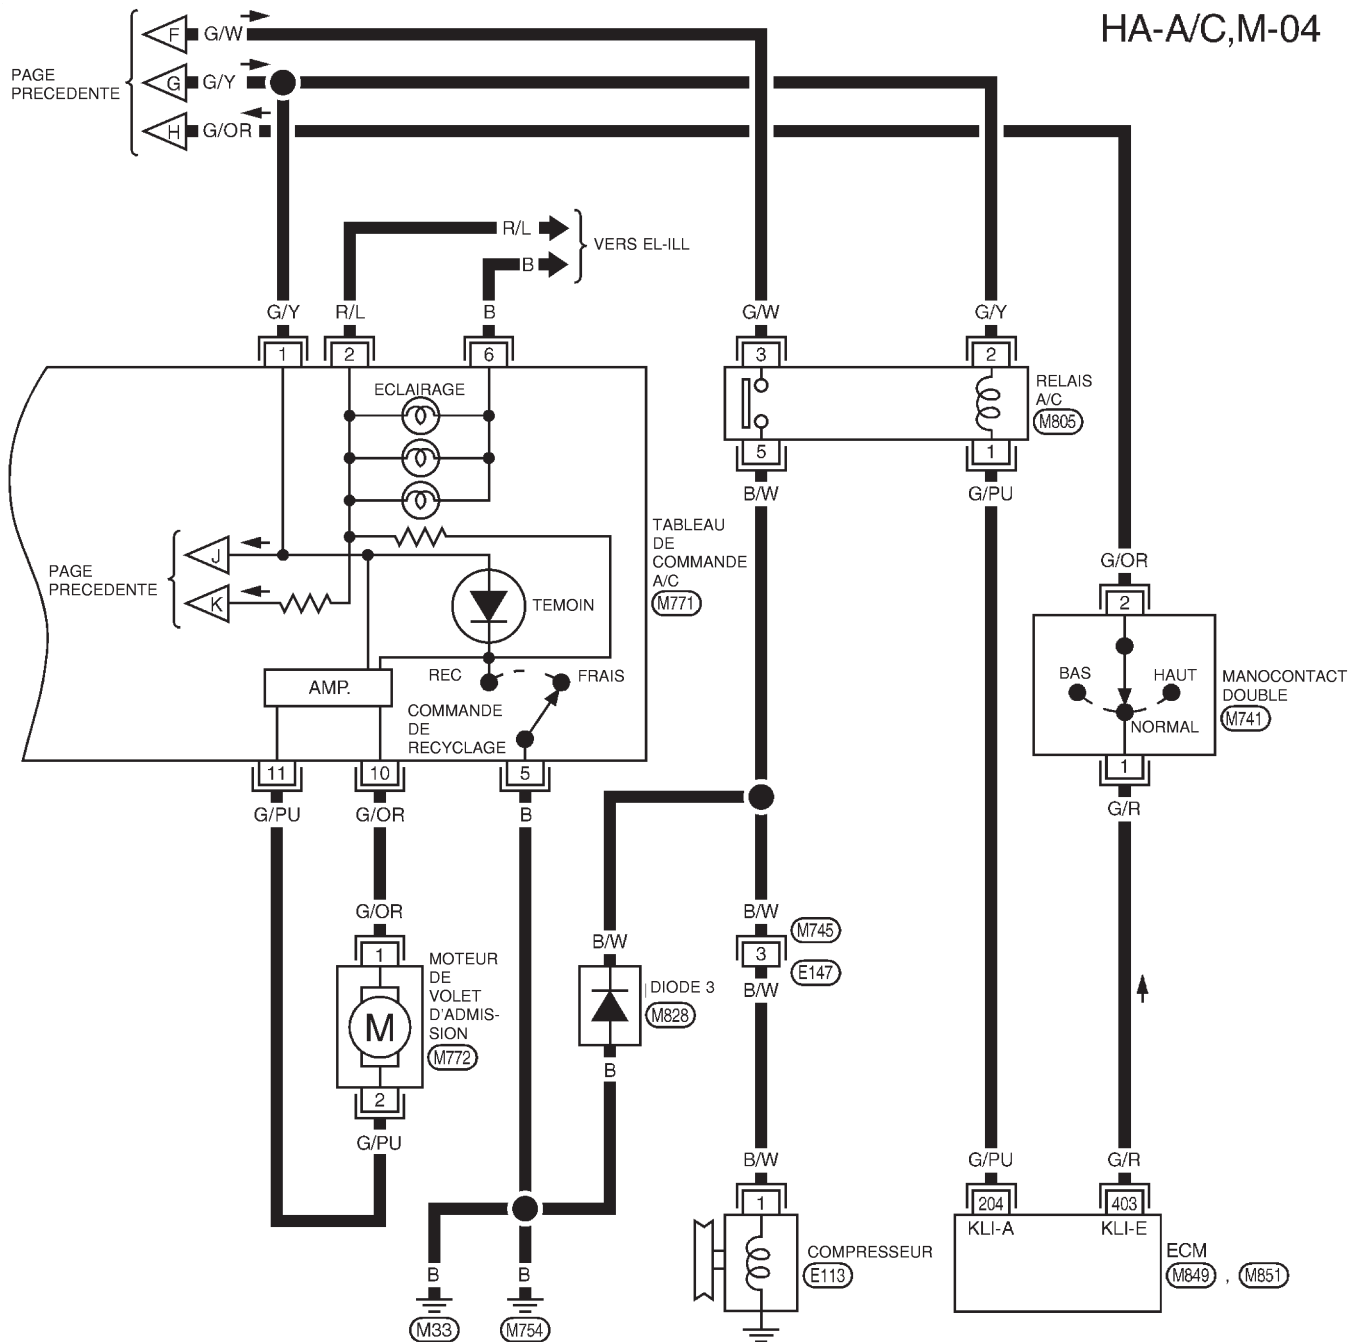 HA-A/C,M-04
PAGE
PRECEDENTE
F G/W
G G/Y
H G/OR
R/L
B
VERS EL-ILL
G/Y R/L B G/W G/Y
1 2 6 3 2
ECLAIRAGE
RELAIS
A/C
M805
5 1
B/W G/PU
TABLEAU
DE
COMMANDE
A/C
M771
PAGE
PRECEDENTE
J
K
TEMOIN
G/OR
2
REC FRAIS
AMP.
COMMANDE
DE
RECYCLAGE
BAS HAUT
NORMAL
MANOCONTACT
DOUBLE
M741
11 10 5 1
G/PU G/OR B G/R
G/OR
1
MOTEUR
DE
VOLET
D'ADMIS-
SION
M772
M
2
G/PU
B/W
DIODE 3
M828
B
B/W
M745
3
E147
B/W
B/W G/PU G/R
1 204 403
KLI-A KLI-E
COMPRESSEUR
E113
ECM
M849 , M851
B B
M33 M754